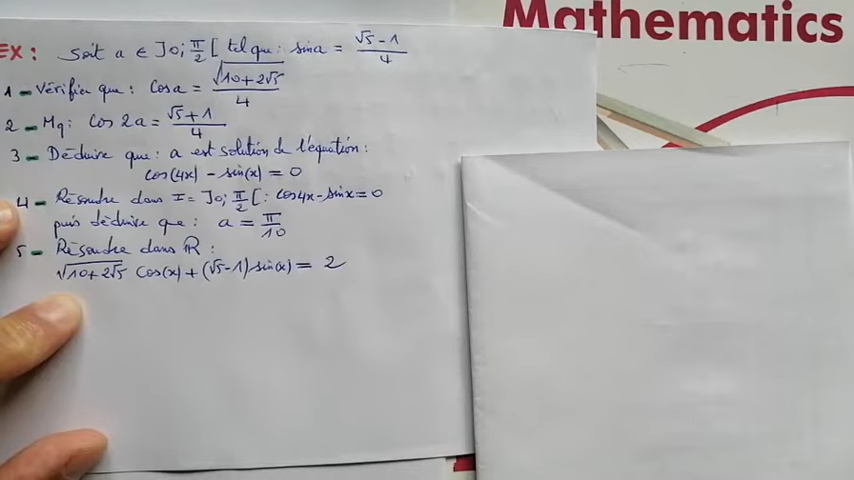 Mathematics
EX : Soit a ∈ ]0; π/2[ tel que : sin a = (√5 - 1)/4
1 - Vérifier que : Cos a = √(10+2√5)/4
2 - Mq : Cos 2a = (√5 + 1)/4
3 - Déduire que : a est solution de l'équation :
cos(4x) - sin(x) = 0
4 - Résoudre dans I = ]0; π/2[ : cos4x - sinx = 0
puis déduire que : a = π/10
5 - Résoudre dans ℝ :
√(10+2√5) Cos(x) + (√5-1) sin(x) = 2